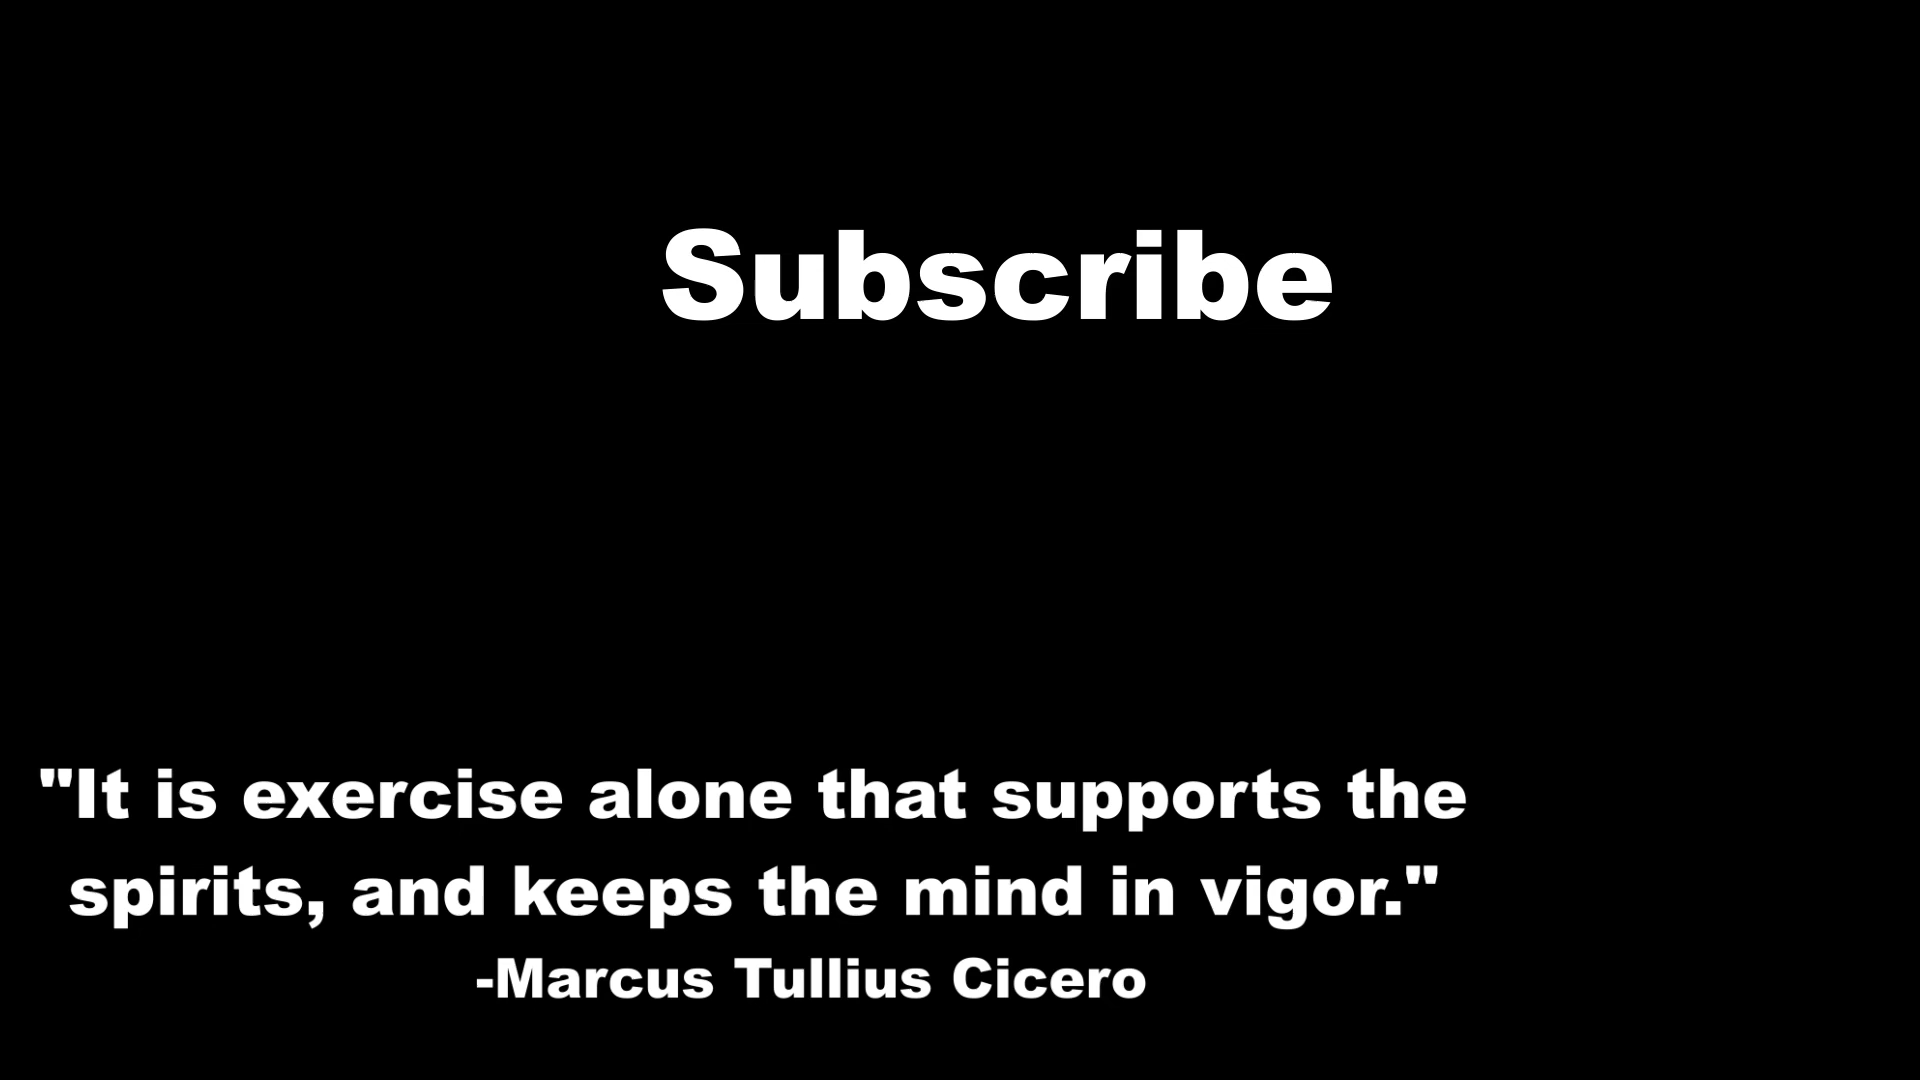 Subscribe
"It is exercise alone that supports the
spirits, and keeps the mind in vigor."
-Marcus Tullius Cicero